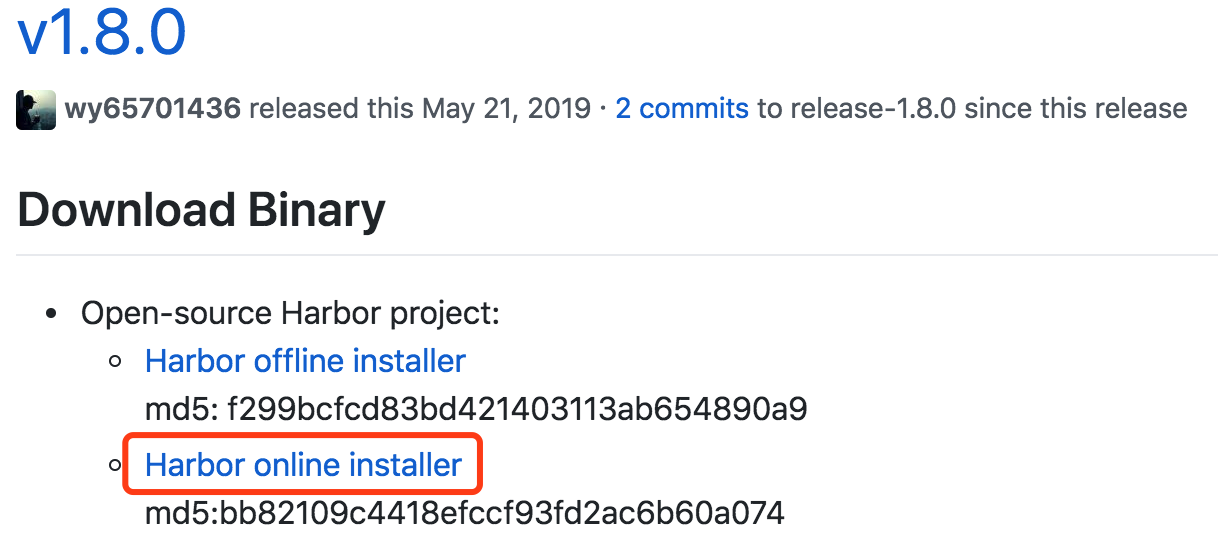 v1.8.0
wy65701436 released this May 21, 2019 · 2 commits to release-1.8.0 since this release
Download Binary
• Open-source Harbor project:
○ Harbor offline installer
md5: f299bcfcd83bd421403113ab654890a9
○ Harbor online installer
md5:bb82109c4418efccf93fd2ac6b60a074